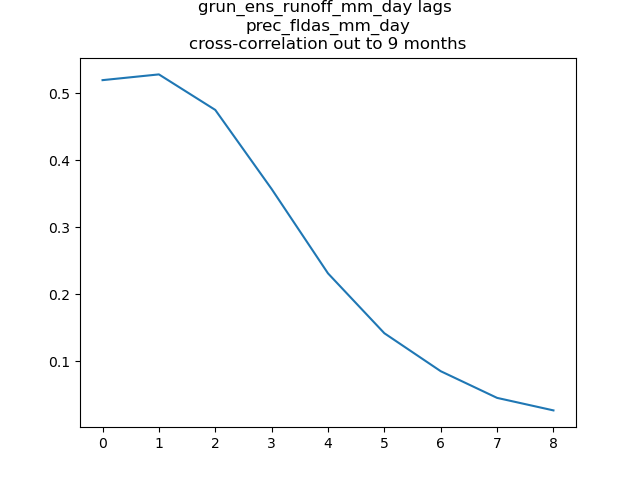 grun_ens_runoff_mm_day lags
prec_fldas_mm_day
cross-correlation out to 9 months
0.5
0.4
0.3
0.2
0.1
0 1 2 3 4 5 6 7 8